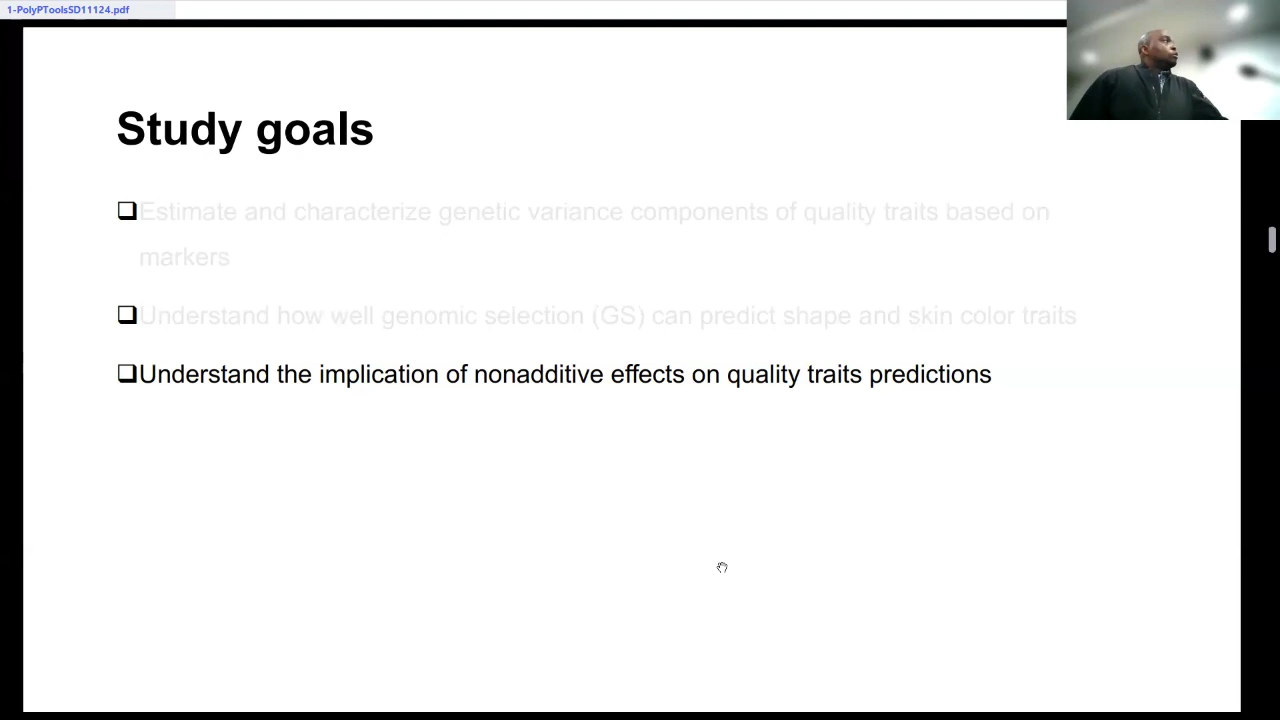 1-PolyPToolsSD11124.pdf
Study goals
Estimate and characterize genetic variance components of quality traits based on
markers
Understand how well genomic selection (GS) can predict shape and skin color traits
Understand the implication of nonadditive effects on quality traits predictions